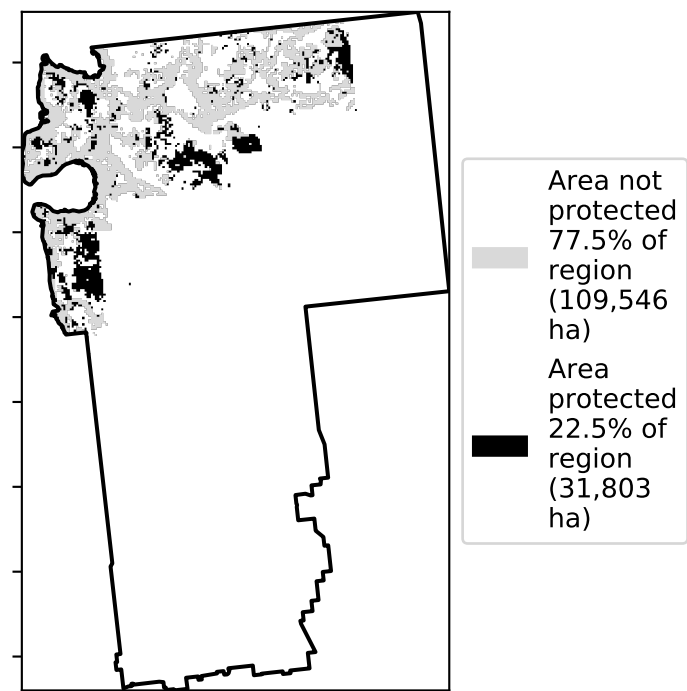 Area not
protected
77.5% of
region
(109,546
ha)
Area
protected
22.5% of
region
(31,803
ha)